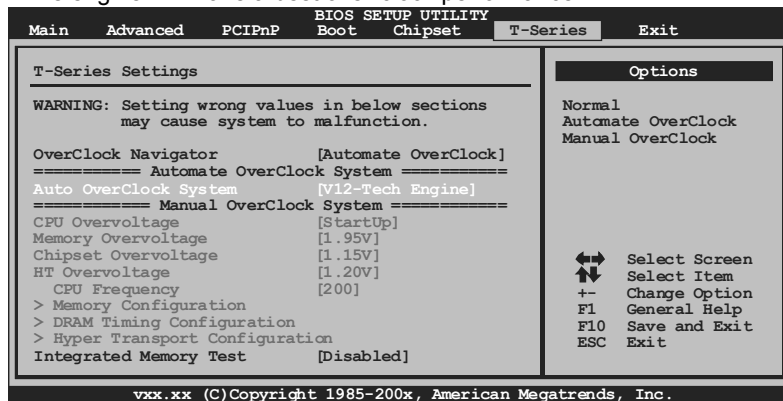 BIOS SETUP UTILITY
Main Advanced PCIPnP Boot Chipset T-Series Exit
T-Series Settings
WARNING: Setting wrong values in below sections
may cause system to malfunction.
OverClock Navigator [Automate OverClock]
=========== Automate OverClock System ===========
Auto OverClock System [V12-Tech Engine]
============ Manual OverClock System ============
CPU Overvoltage [StartUp]
Memory Overvoltage [1.95V]
Chipset Overvoltage [1.15V]
HT Overvoltage [1.20V]
CPU Frequency [200]
> Memory Configuration
> DRAM Timing Configuration
> Hyper Transport Configuration
Integrated Memory Test [Disabled]
Options
Normal
Automate OverClock
Manual OverClock
Select Screen
Select Item
+- Change Option
F1 General Help
F10 Save and Exit
ESC Exit
vxx.xx (C)Copyright 1985-200x, American Megatrends, Inc.